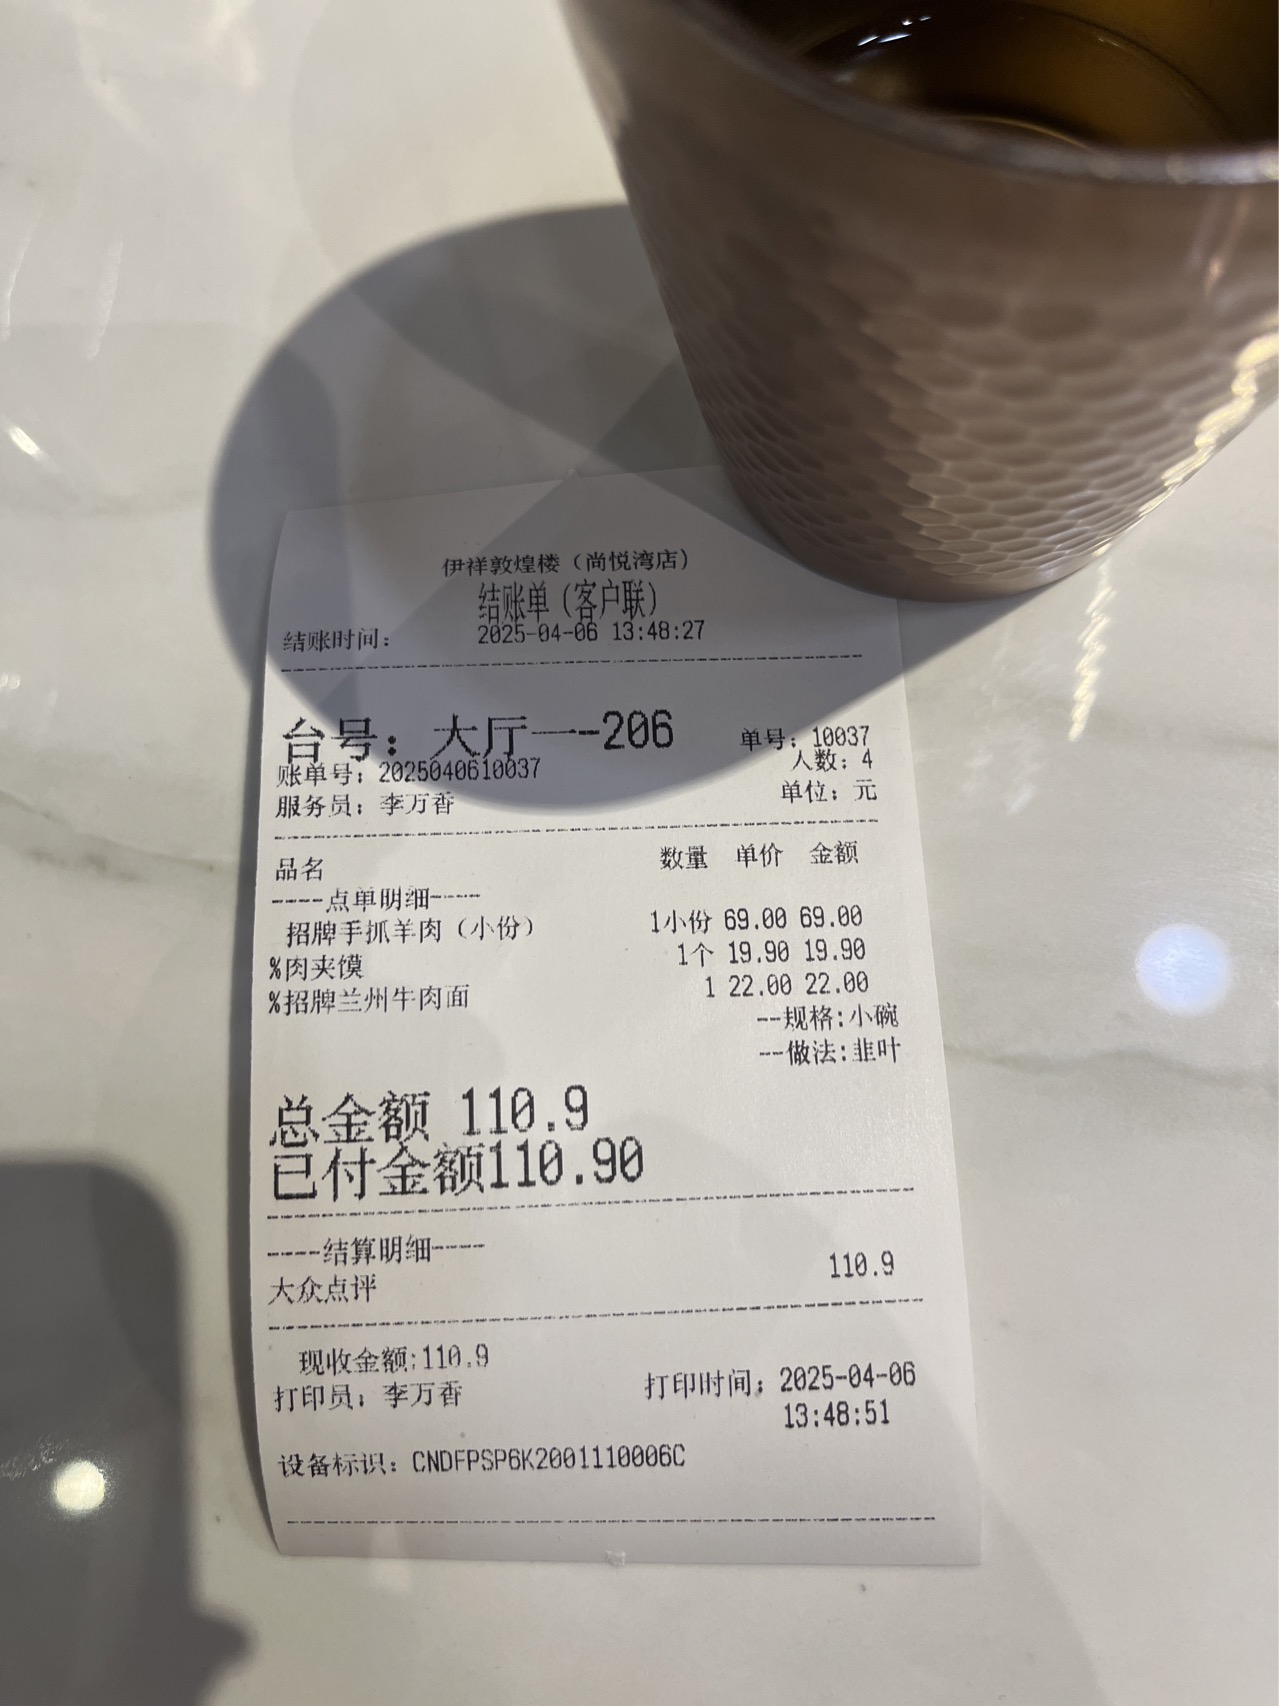 伊祥敦煌楼（尚悦湾店）
结账单（客户联）
结账时间： 2025-04-06 13:48:27
台号：大厅一-206 单号：10037
账单号：2025040610037 人数：4
服务员：李万香 单位：元
品名 数量 单价 金额
----点单明细----
招牌手抓羊肉（小份） 1小份 69.00 69.00
%肉夹馍 1个 19.90 19.90
%招牌兰州牛肉面 1 22.00 22.00
--规格:小碗
--做法:韭叶
总金额 110.9
已付金额110.90
----结算明细----
大众点评 110.9
现收金额:110.9
打印员：李万香 打印时间：2025-04-06
13:48:51
设备标识：CNDFPSP6K2001110006C